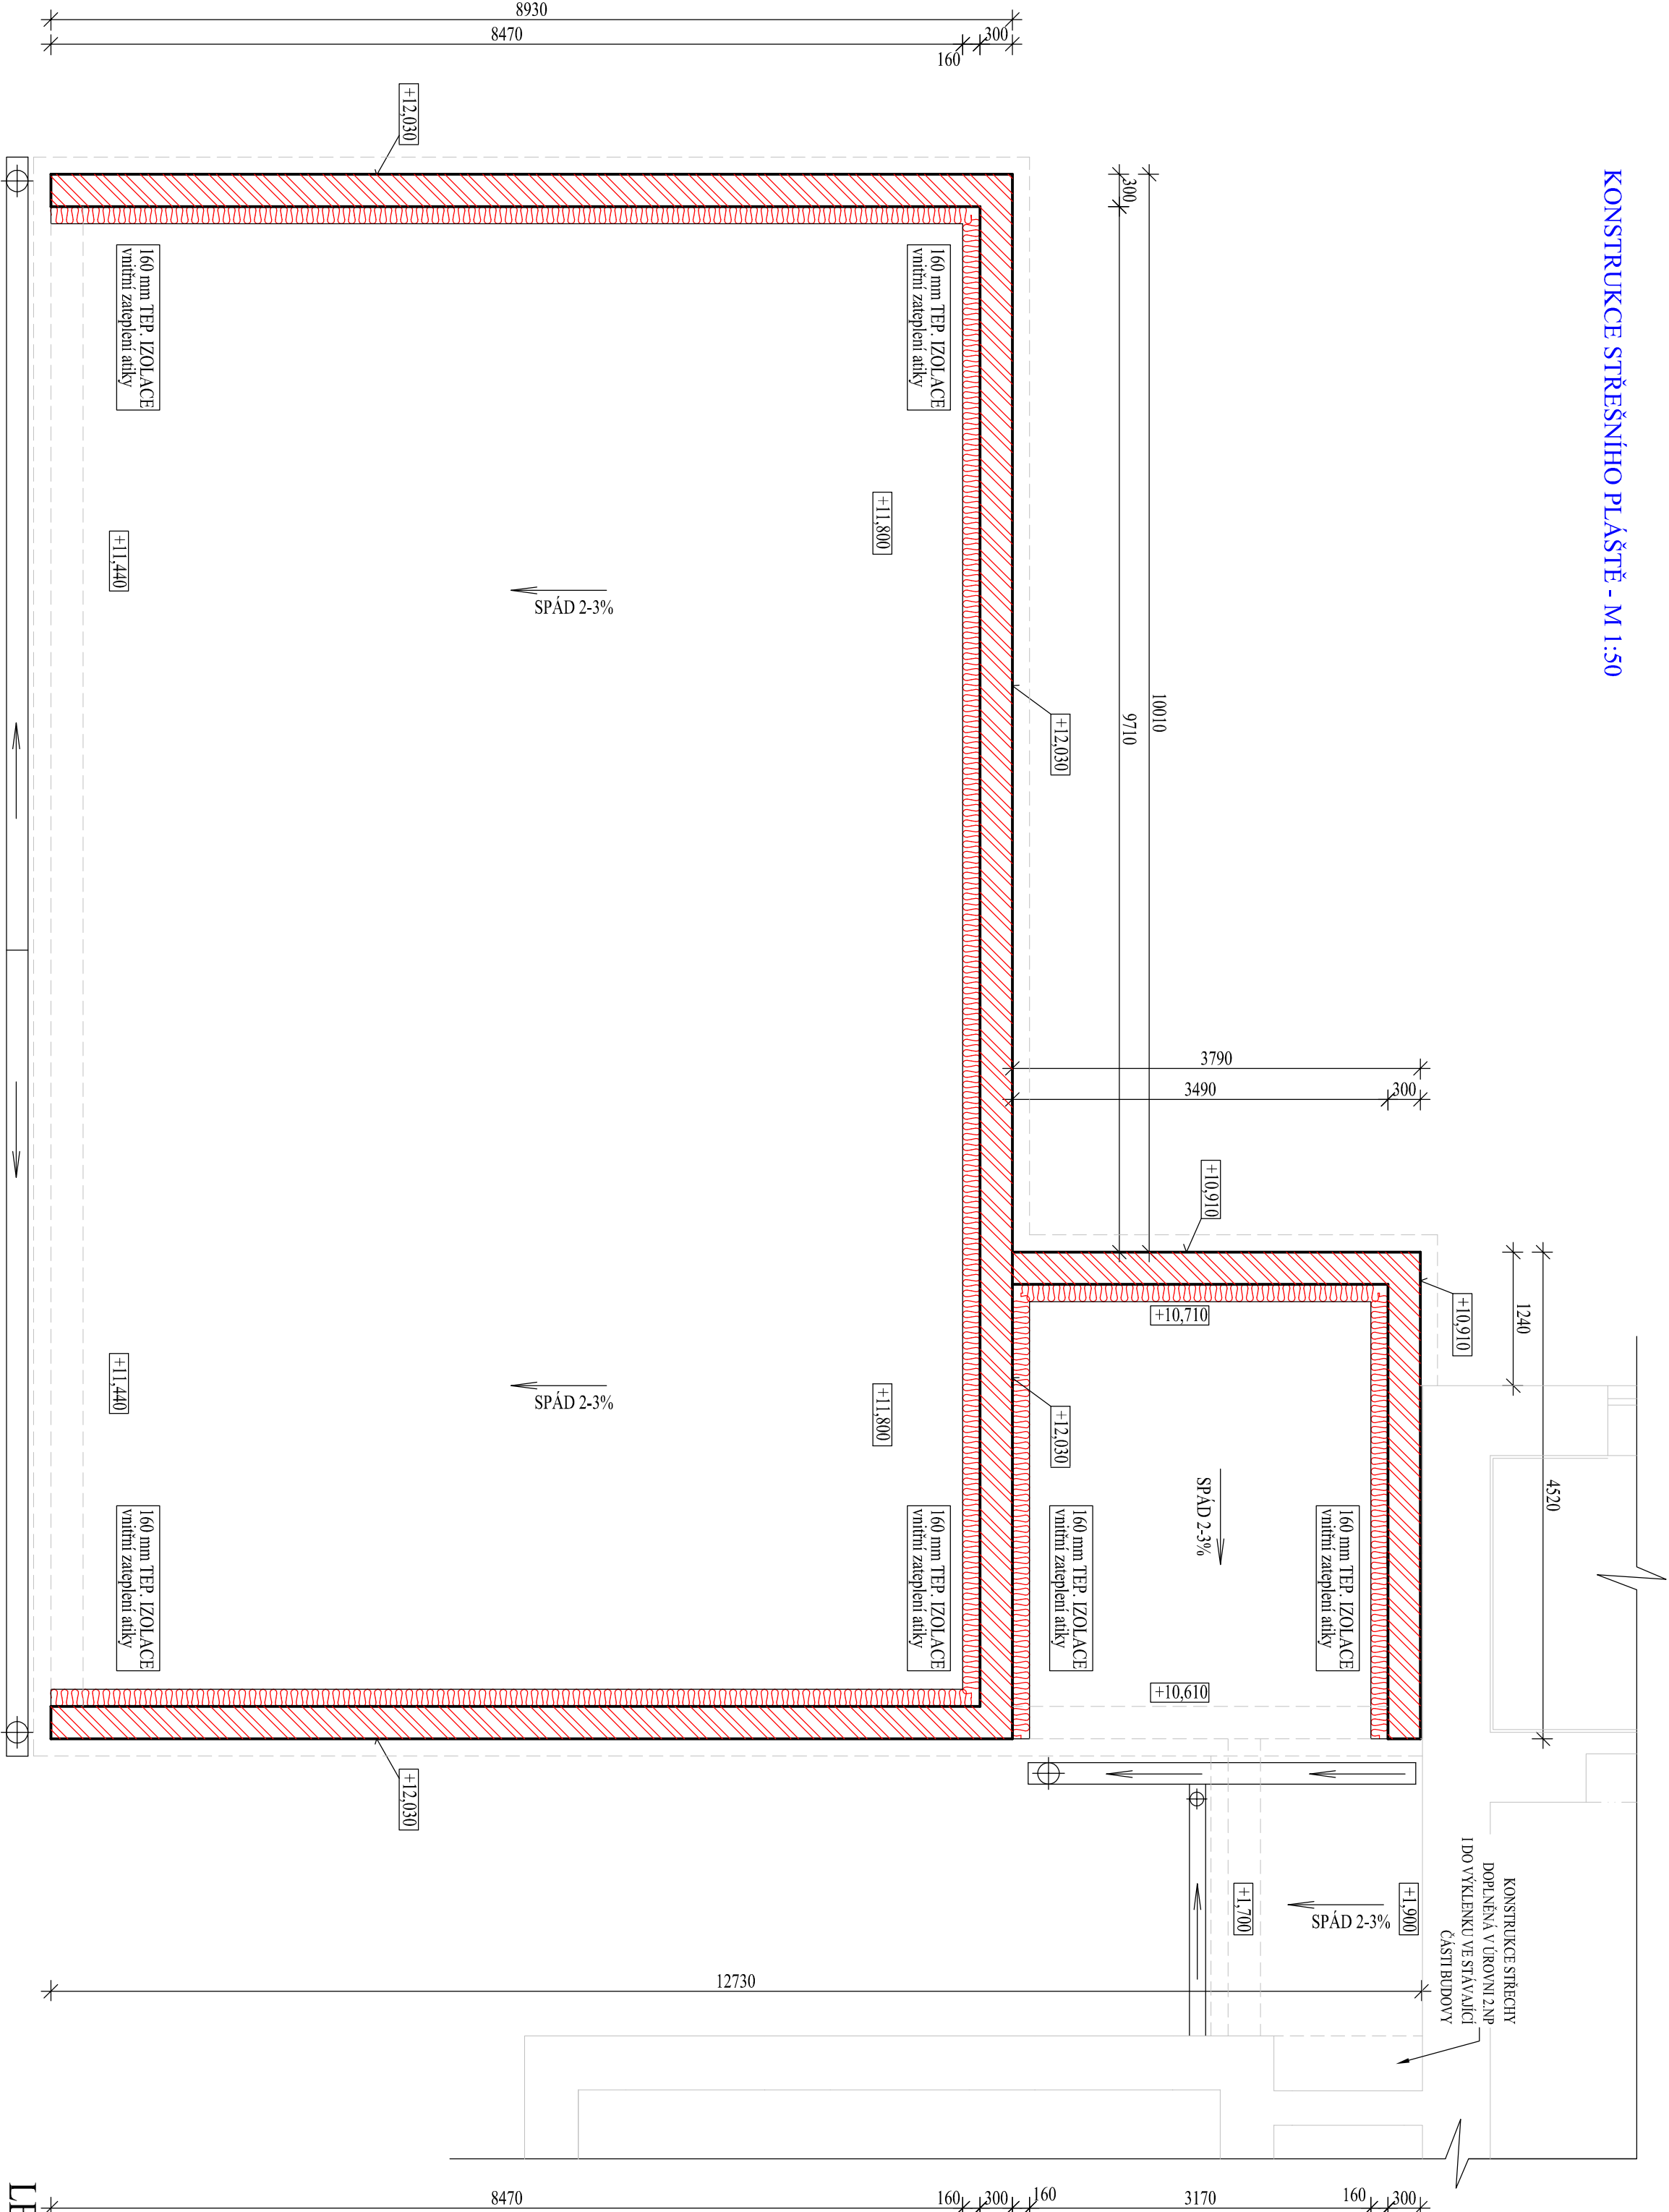 KONSTRUKCE STŘEŠNÍHO PLÁŠTĚ - M 1:50
8930
8470
300
160
+12,030
10010
300
9710
+12,030
3790
3490
300
+10,910
+10,910
1240
4520
160 mm TEP. IZOLACE
vnitřní zateplení atiky
160 mm TEP. IZOLACE
vnitřní zateplení atiky
+11,800
+11,440
SPÁD 2-3%
+10,710
+12,030
SPÁD 2-3%
160 mm TEP. IZOLACE
vnitřní zateplení atiky
160 mm TEP. IZOLACE
vnitřní zateplení atiky
+10,610
+11,800
SPÁD 2-3%
+11,440
160 mm TEP. IZOLACE
vnitřní zateplení atiky
160 mm TEP. IZOLACE
vnitřní zateplení atiky
+12,030
KONSTRUKCE STŘECHY
DOPLNĚNÁ V ÚROVNI 2.NP
I DO VÝKLENKU VE STÁVAJÍCÍ
ČÁSTI BUDOVY
+1,900
SPÁD 2-3%
+1,700
12730
8470
160
300
160
3170
160
300